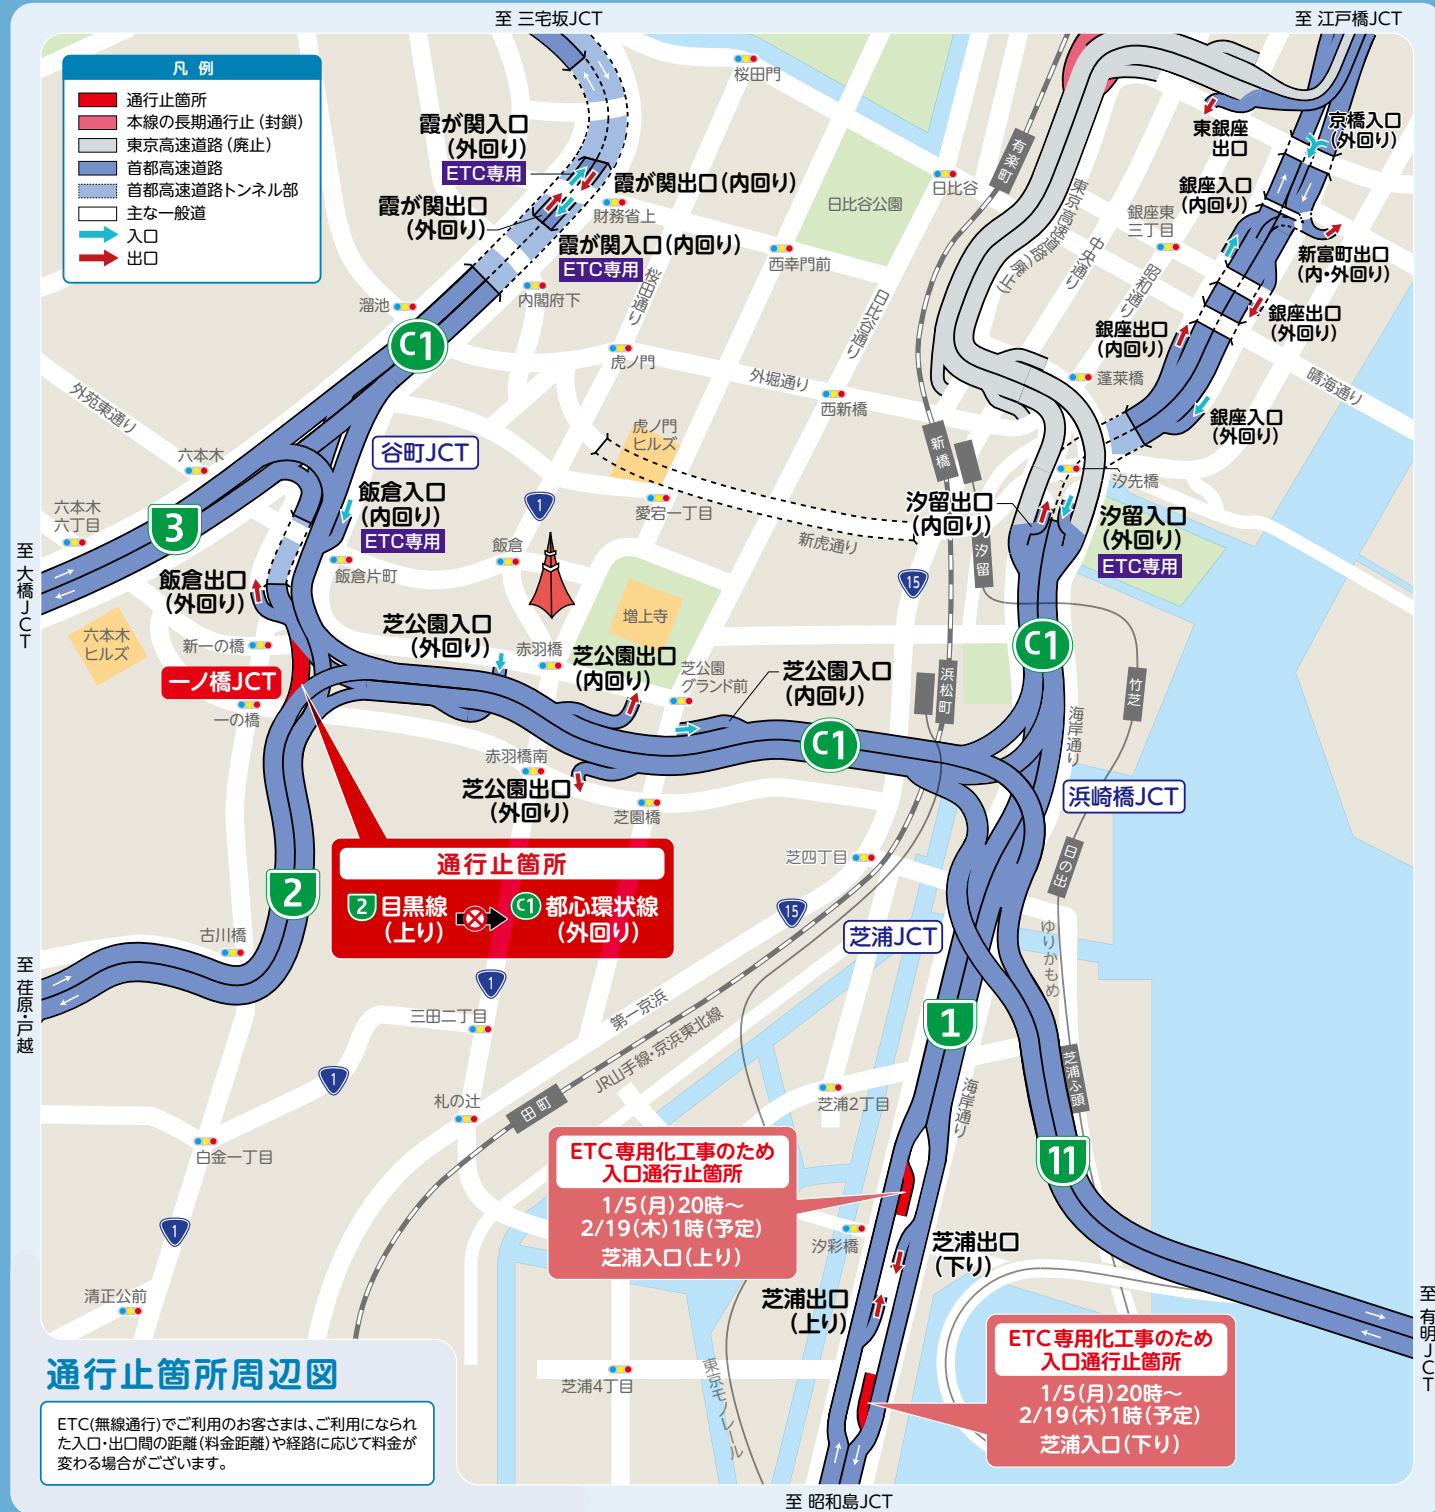 至 三宅坂JCT
至 江戸橋JCT
凡 例
通行止箇所
本線の長期通行止(封鎖)
東京高速道路(廃止)
首都高速道路
首都高速道路トンネル部
主な一般道
入口
出口
桜田門
霞が関入口
(外回り)
ETC専用
霞が関出口(内回り)
財務省上
霞が関出口
(外回り)
霞が関入口(内回り)
ETC専用
内閣府下
桜田通り
溜池
C1
虎ノ門
西幸門前
日比谷
日比谷公園
日比谷通り
有楽町
東京高速道路(廃止)
中央通り
昭和通り
東銀座
出口
京橋入口
(外回り)
銀座入口
(内回り)
銀座東
三丁目
新富町出口
(内・外回り)
銀座出口
(外回り)
銀座出口
(内回り)
蓬莱橋
晴海通り
銀座入口
(外回り)
外堀通り
西新橋
外苑東通り
六本木
谷町JCT
虎ノ門
ヒルズ
新橋
汐先橋
六本木
六丁目
3
飯倉入口
(内回り)
ETC専用
1
愛宕一丁目
新虎通り
汐留出口
(内回り)
汐留入口
(外回り)
ETC専用
汐留
15
至 大橋JCT
飯倉
飯倉片町
飯倉出口
(外回り)
六本木
ヒルズ
新一の橋
芝公園入口
(外回り)
増上寺
赤羽橋
芝公園出口
(内回り)
芝公園
グランド前
芝公園入口
(内回り)
浜松町
C1
竹芝
海岸通り
一ノ橋JCT
一の橋
C1
赤羽橋南
芝公園出口
(外回り)
芝園橋
浜崎橋JCT
芝四丁目
日の出
通行止箇所
2 目黒線
(上り)
C1 都心環状線
(外回り)
2
古川橋
15
芝浦JCT
ゆりかもめ
至 荏原・戸越
1
三田二丁目
第一京浜
JR山手線・京浜東北線
1
1
札の辻
田町
芝浦2丁目
海岸通り
芝浦ふ頭
白金一丁目
11
ETC専用化工事のため
入口通行止箇所
1/5(月)20時~
2/19(木)1時(予定)
芝浦入口(上り)
1
汐彩橋
芝浦出口
(下り)
清正公前
芝浦出口
(上り)
至 有明JCT
ETC専用化工事のため
入口通行止箇所
1/5(月)20時~
2/19(木)1時(予定)
芝浦入口(下り)
芝浦4丁目
東京モノレール
通行止箇所周辺図
ETC(無線通行)でご利用のお客さまは、ご利用になられ
た入口・出口間の距離(料金距離)や経路に応じて料金が
変わる場合がございます。
至 昭和島JCT